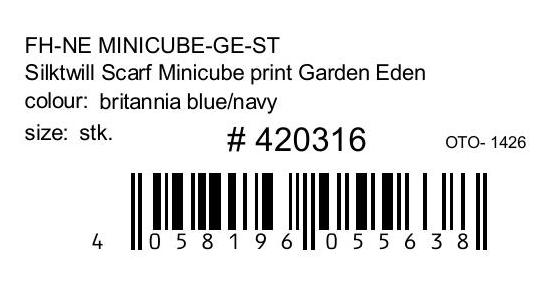 FH-NE MINICUBE-GE-ST
Silktwill Scarf Minicube print Garden Eden
colour: britannia blue/navy
size: stk.
# 420316
OTO- 1426
4 058196 055638